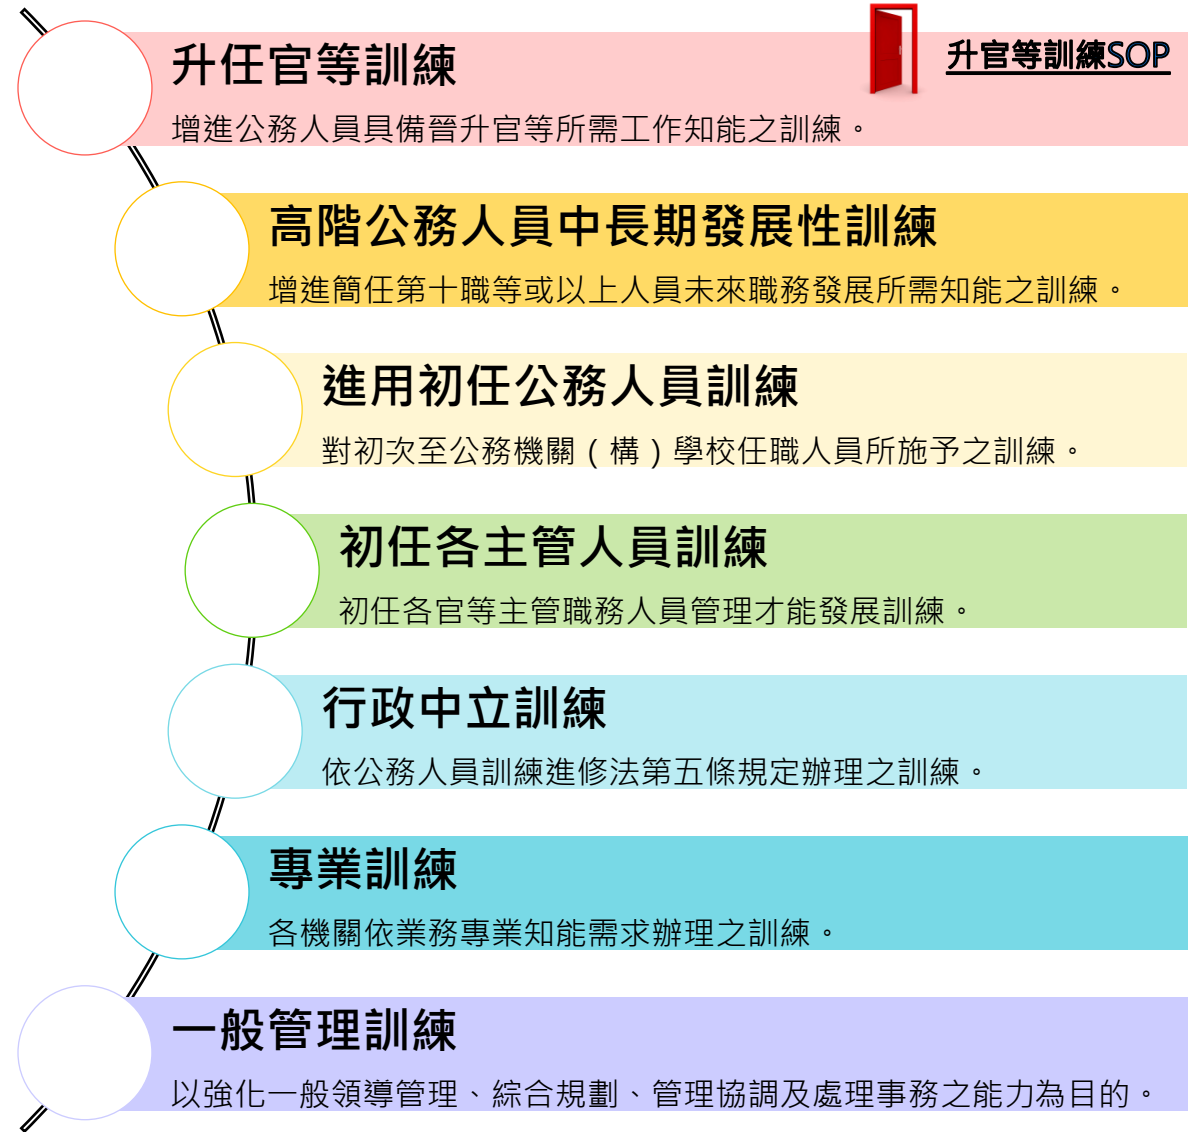 升任官等訓練
升官等訓練SOP
增進公務人員具備晉升官等所需工作知能之訓練。
高階公務人員中長期發展性訓練
增進簡任第十職等或以上人員未來職務發展所需知能之訓練。
進用初任公務人員訓練
對初次至公務機關（構）學校任職人員所施予之訓練。
初任各主管人員訓練
初任各官等主管職務人員管理才能發展訓練。
行政中立訓練
依公務人員訓練進修法第五條規定辦理之訓練。
專業訓練
各機關依業務專業知能需求辦理之訓練。
一般管理訓練
以強化一般領導管理、綜合規劃、管理協調及處理事務之能力為目的。